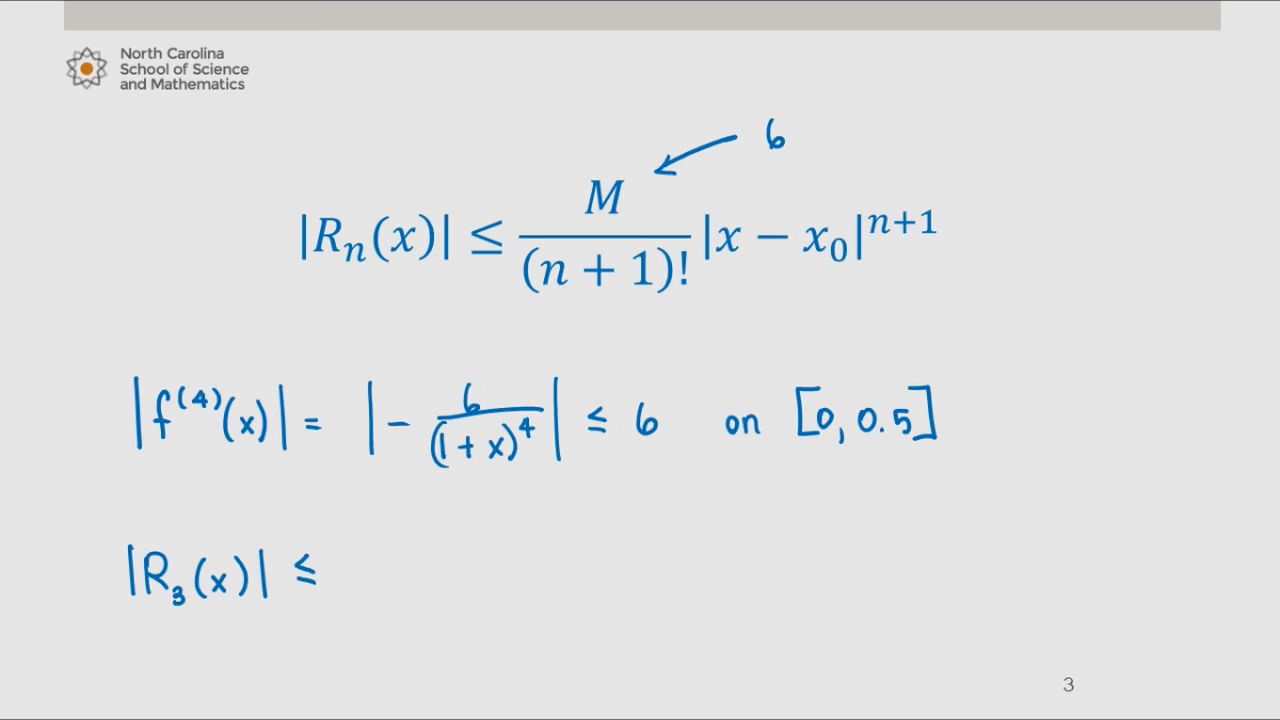 North Carolina
School of Science
and Mathematics
6
|Rₙ(x)| ≤ M/(n + 1)! |x − x₀|ⁿ⁺¹
|f⁽⁴⁾(x)| = |− 6/(1 + x)⁴| ≤ 6 on [0, 0.5]
|R₃(x)| ≤
3